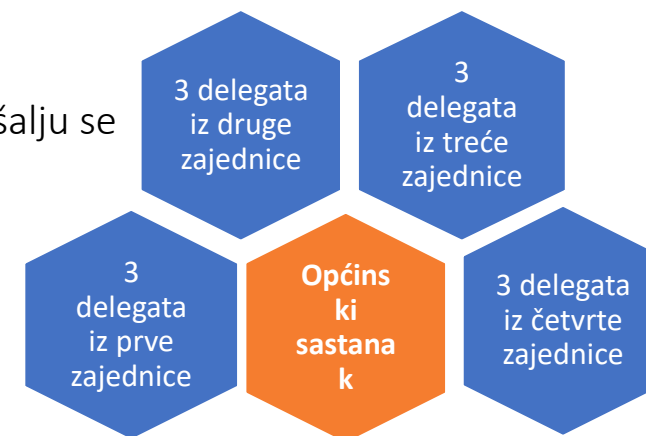 šalju se
3 delegata
iz druge
zajednice
3
delegata
iz treće
zajednice
3
delegata
iz prve
zajednice
Općins
ki
sastana
k
3 delegata
iz četvrte
zajednice